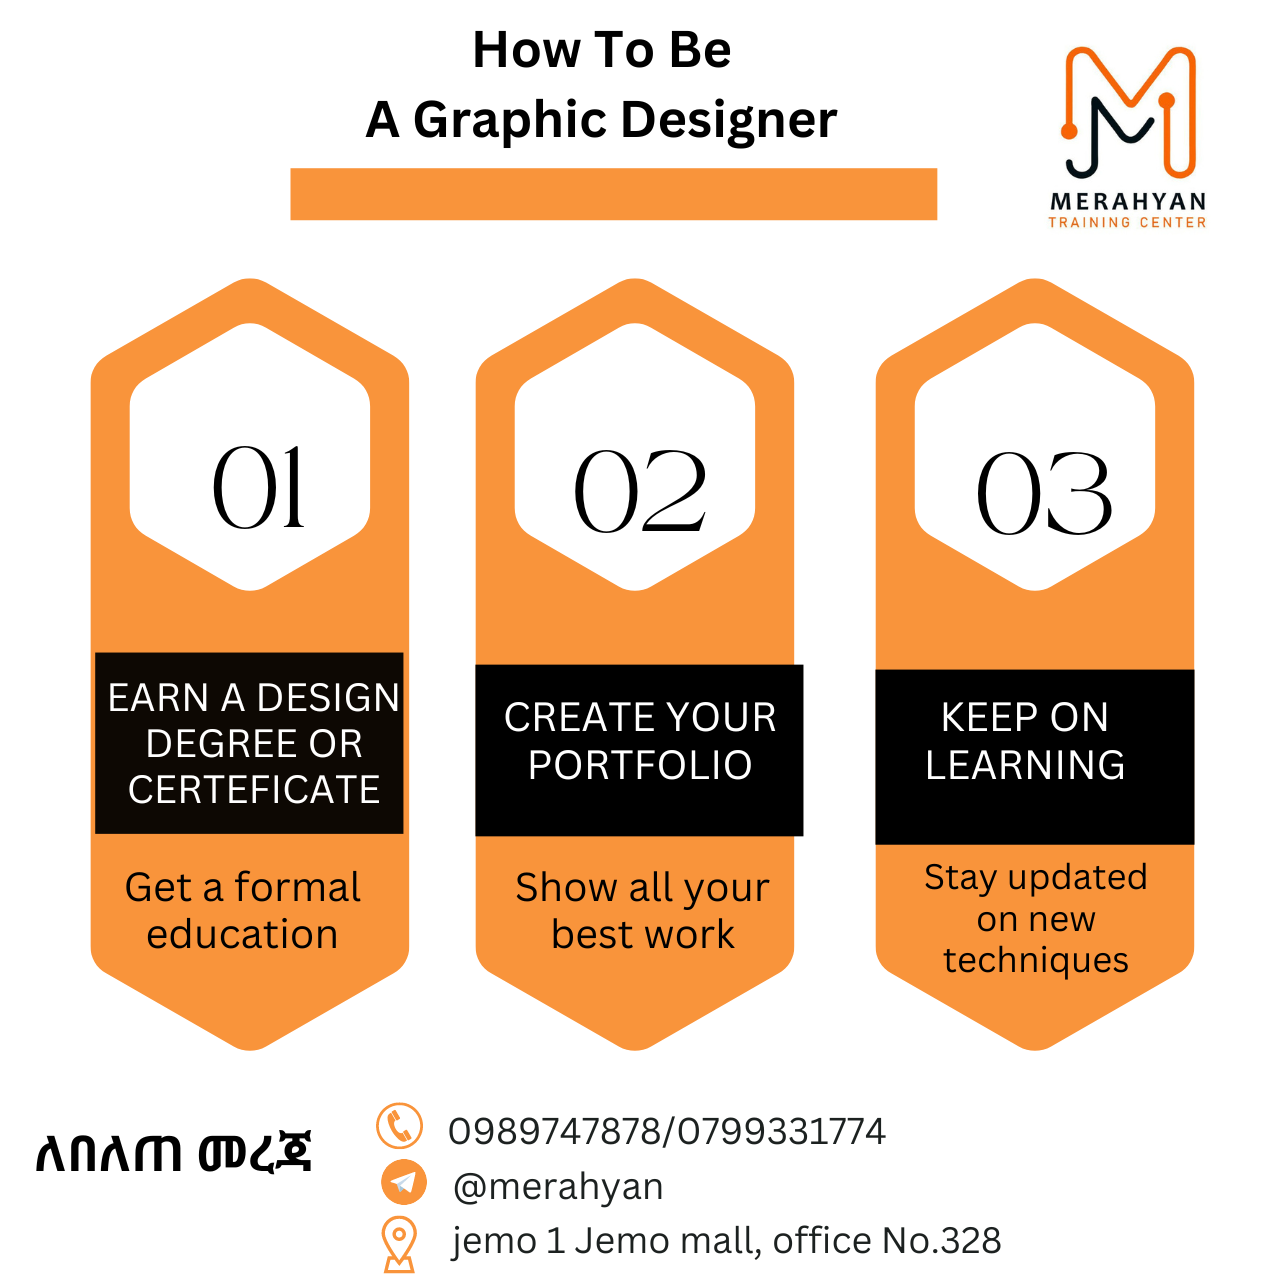 How To Be
A Graphic Designer
MERAHYAN
TRAINING CENTER
01
EARN A DESIGN
DEGREE OR
CERTEFICATE
Get a formal
education
02
CREATE YOUR
PORTFOLIO
Show all your
best work
03
KEEP ON
LEARNING
Stay updated
on new
techniques
ለበለጠ መረጃ
0989747878/0799331774
@merahyan
jemo 1 Jemo mall, office No.328